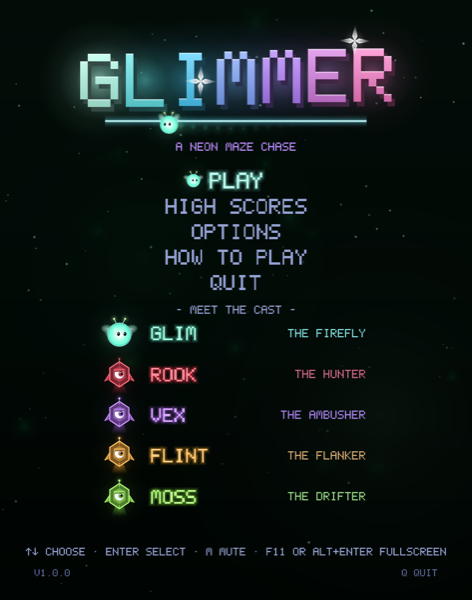 GLIMMER
A NEON MAZE CHASE
PLAY
HIGH SCORES
OPTIONS
HOW TO PLAY
QUIT
- MEET THE CAST -
GLIM THE FIREFLY
ROOK THE HUNTER
VEX THE AMBUSHER
FLINT THE FLANKER
MOSS THE DRIFTER
↑↓ CHOOSE · ENTER SELECT · M MUTE · F11 OR ALT+ENTER FULLSCREEN
V1.0.0 Q QUIT